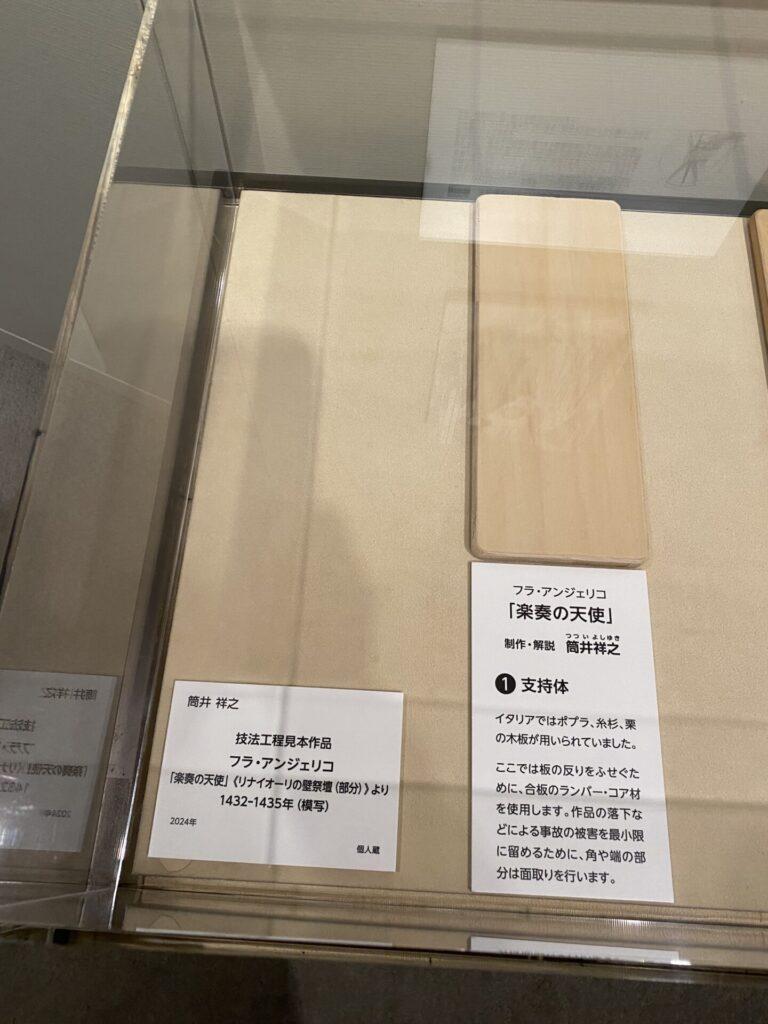 筒井 祥之
技法工程見本作品
フラ・アンジェリコ
「楽奏の天使」《リナイオーリの壁祭壇（部分）》より
1432-1435年（模写）
2024年
個人蔵
フラ・アンジェリコ
「楽奏の天使」
つついよしゆき
制作・解説 筒井祥之
❶ 支持体
イタリアではポプラ、糸杉、栗
の木板が用いられていました。
ここでは板の反りをふせぐた
めに、合板のランバー・コア材
を使用します。作品の落下な
どによる事故の被害を最小限
に留めるために、角や端の部
分は面取りを行います。